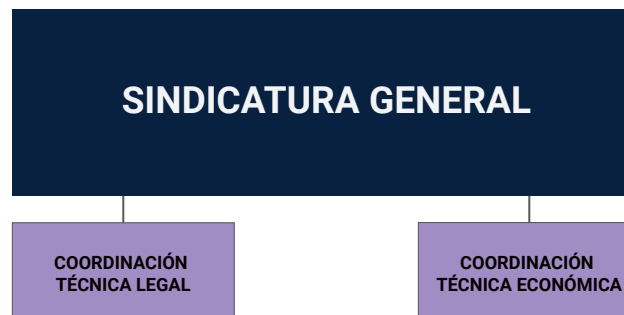 SINDICATURA GENERAL
COORDINACIÓN
TÉCNICA LEGAL
COORDINACIÓN
TÉCNICA ECONÓMICA